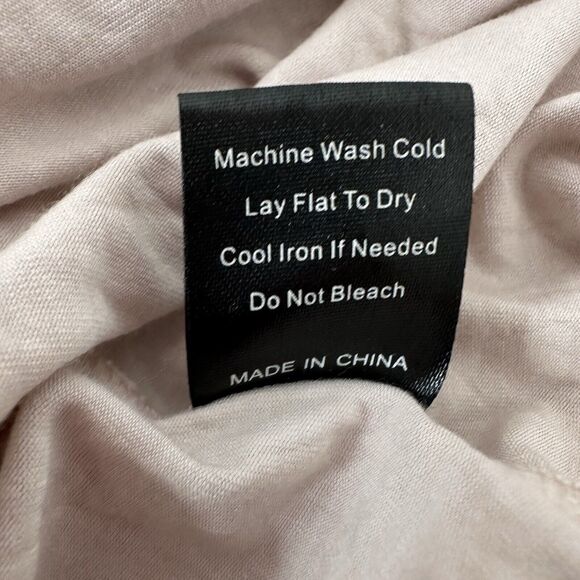 Machine Wash Cold
Lay Flat To Dry
Cool Iron If Needed
Do Not Bleach
MADE IN CHINA